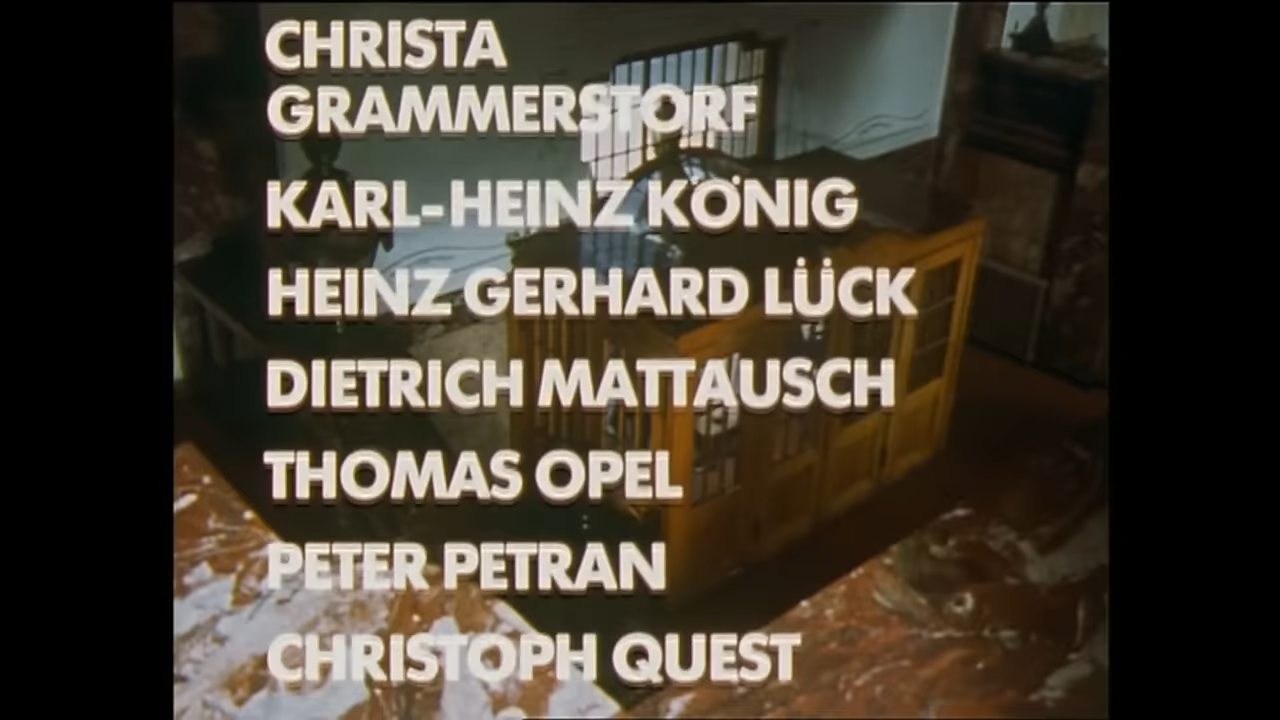 CHRISTA
GRAMMERSTORF
KARL-HEINZ KÖNIG
HEINZ GERHARD LÜCK
DIETRICH MATTAUSCH
THOMAS OPEL
PETER PETRAN
CHRISTOPH QUEST